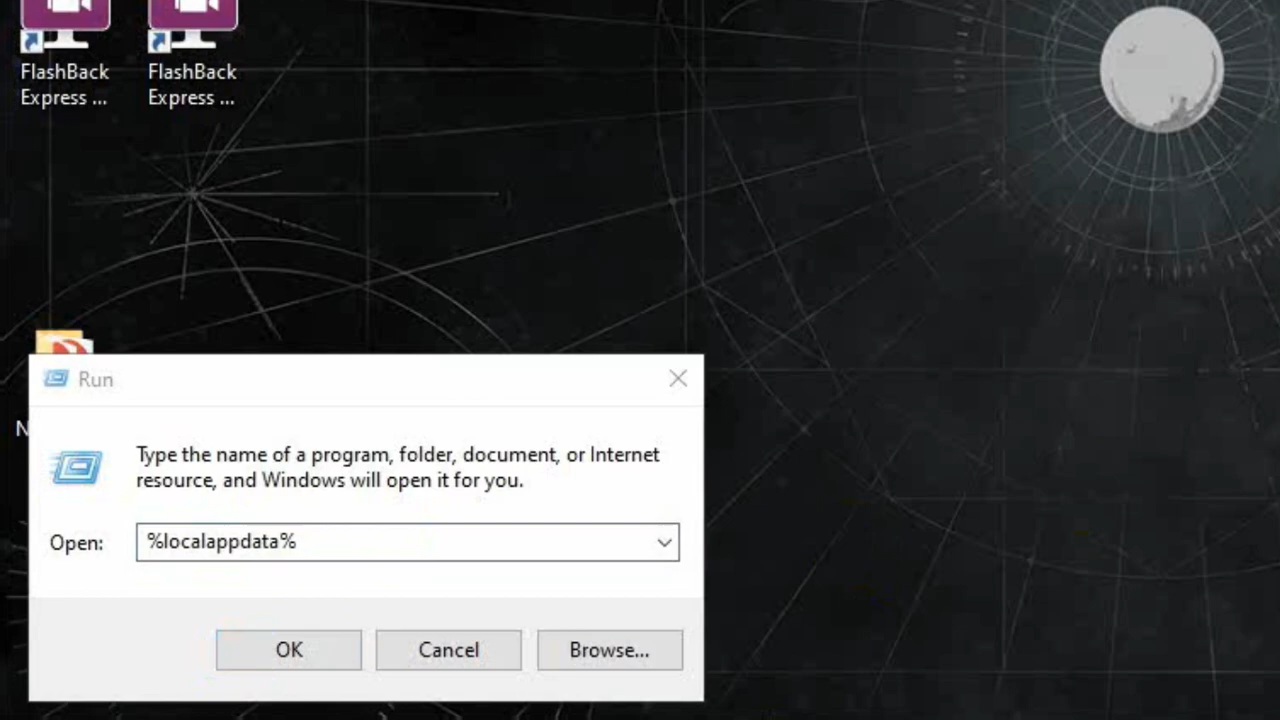 FlashBack
Express ...
FlashBack
Express ...
Run
N
Type the name of a program, folder, document, or Internet
resource, and Windows will open it for you.
Open:
%localappdata%
OK
Cancel
Browse...